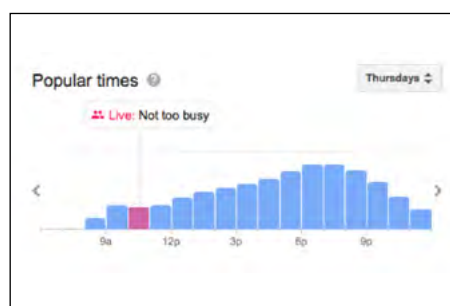 Popular times ?
Thursdays
Live: Not too busy
9a 12p 3p 6p 9p